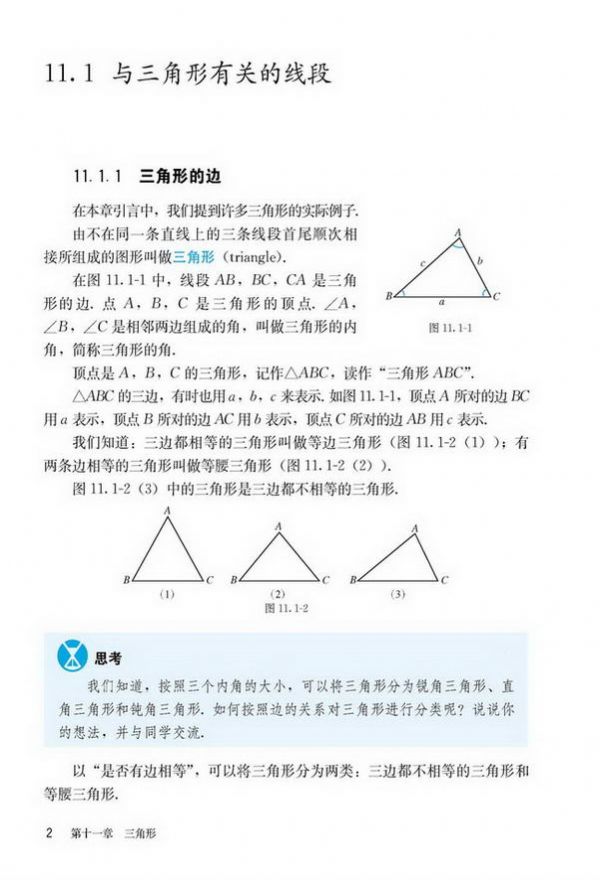 11.1 与三角形有关的线段
11.1.1 三角形的边
在本章引言中，我们提到许多三角形的实际例子.
由不在同一条直线上的三条线段首尾顺次相
接所组成的图形叫做三角形（triangle）.
在图 11.1-1 中，线段 AB，BC，CA 是三角
形的边. 点 A，B，C 是三角形的顶点. ∠A，
∠B，∠C 是相邻两边组成的角，叫做三角形的内
角，简称三角形的角.
A
c
b
B
a
C
图 11.1-1
顶点是 A，B，C 的三角形，记作△ABC，读作“三角形 ABC”.
△ABC 的三边，有时也用 a，b，c 来表示. 如图 11.1-1，顶点 A 所对的边 BC
用 a 表示，顶点 B 所对的边 AC 用 b 表示，顶点 C 所对的边 AB 用 c 表示.
我们知道：三边都相等的三角形叫做等边三角形（图 11.1-2（1））；有
两条边相等的三角形叫做等腰三角形（图 11.1-2（2））.
图 11.1-2（3）中的三角形是三边都不相等的三角形.
A A A
B C B C B C
(1) (2) (3)
图 11.1-2
思考
我们知道，按照三个内角的大小，可以将三角形分为锐角三角形、直
角三角形和钝角三角形. 如何按照边的关系对三角形进行分类呢？说说你
的想法，并与同学交流.
以“是否有边相等”，可以将三角形分为两类：三边都不相等的三角形和
等腰三角形.
2 第十一章 三角形